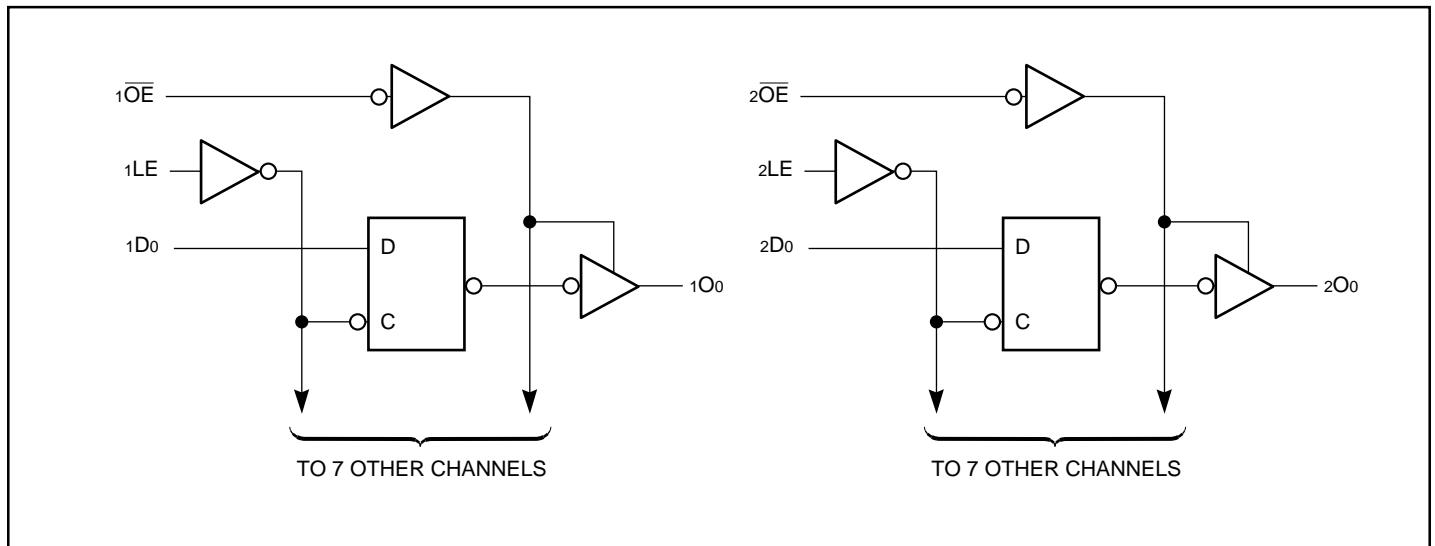 1OE
1LE
1D0
D
C
1O0
TO 7 OTHER CHANNELS
2OE
2LE
2D0
D
C
2O0
TO 7 OTHER CHANNELS